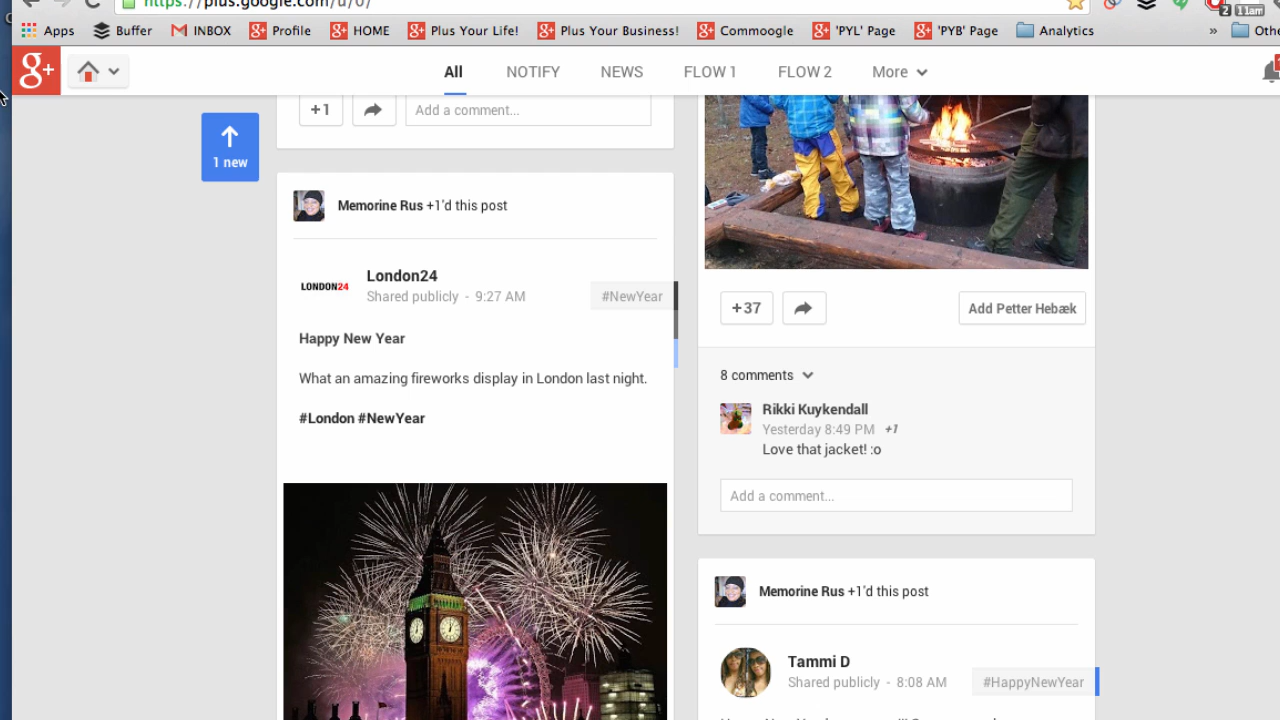 https://plus.google.com/u/0/
2 11am
Apps Buffer INBOX Profile HOME Plus Your Life! Plus Your Business! Commoogle 'PYL' Page 'PYB' Page Analytics »
g+ All NOTIFY NEWS FLOW 1 FLOW 2 More
+1 Add a comment...
1 new
Memorine Rus +1'd this post
LONDON24
London24
Shared publicly - 9:27 AM
#NewYear
Happy New Year
What an amazing fireworks display in London last night.
#London #NewYear
+37 Add Petter Hebæk
8 comments
Rikki Kuykendall
Yesterday 8:49 PM +1
Love that jacket! :o
Add a comment...
Memorine Rus +1'd this post
Tammi D
Shared publicly - 8:08 AM
#HappyNewYear